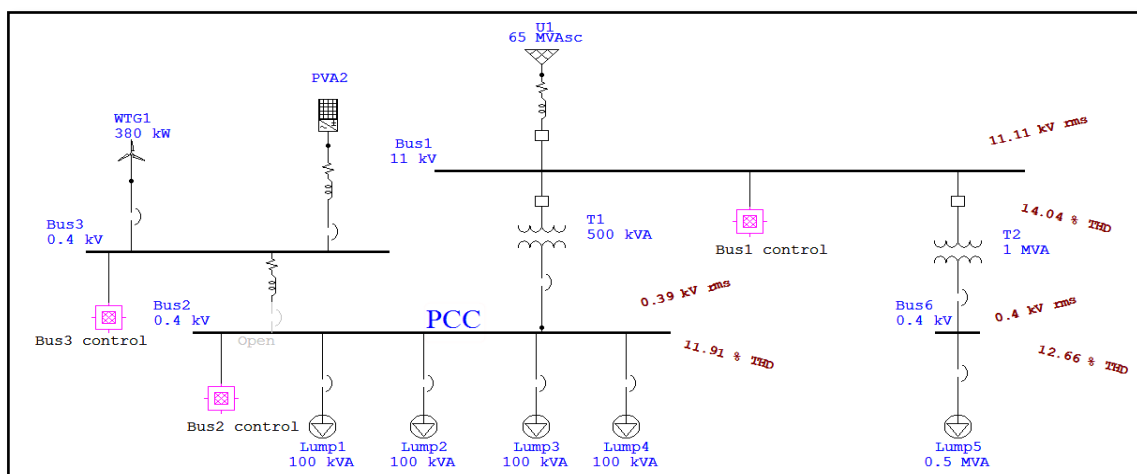 U1
65 MVAsc
PVA2
WTG1
380 kW
11.11 kV rms
Bus1
11 kV
14.04 % THD
T1
500 kVA
Bus1 control
T2
1 MVA
Bus3
0.4 kV
0.39 kV rms
Bus2
0.4 kV
PCC
Bus6
0.4 kV
0.4 kV rms
Bus3 control
Open
11.91 % THD
12.66 % THD
Bus2 control
Lump1
100 kVA
Lump2
100 kVA
Lump3
100 kVA
Lump4
100 kVA
Lump5
0.5 MVA